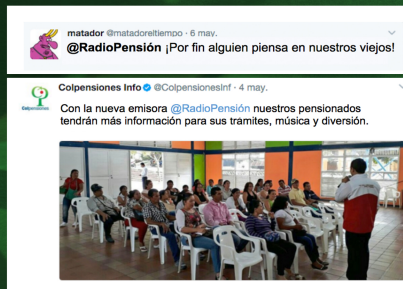 matador @matadoreltiempo · 6 may.
@RadioPensión ¡Por fin alguien piensa en nuestros viejos!
Colpensiones Info @ColpensionesInf · 4 may.
Colpensiones
Con la nueva emisora @RadioPensión nuestros pensionados
tendrán más información para sus tramites, música y diversión.